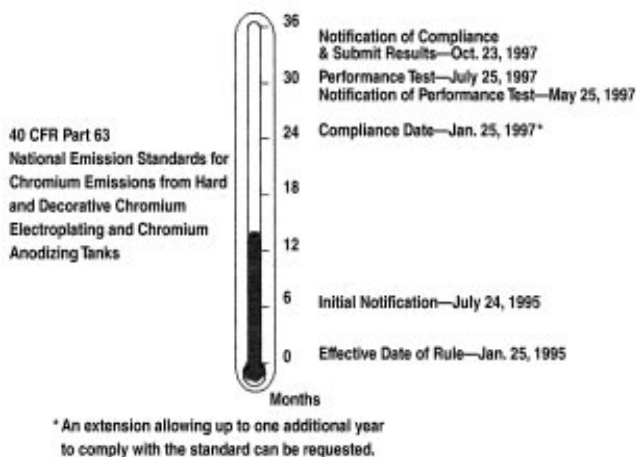 36
Notification of Compliance
& Submit Results—Oct. 23, 1997
30
Performance Test—July 25, 1997
Notification of Performance Test—May 25, 1997
24
Compliance Date—Jan. 25, 1997*
40 CFR Part 63
National Emission Standards for
Chromium Emissions from Hard
and Decorative Chromium
Electroplating and Chromium
Anodizing Tanks
18
12
6
Initial Notification—July 24, 1995
0
Effective Date of Rule—Jan. 25, 1995
Months
* An extension allowing up to one additional year
to comply with the standard can be requested.